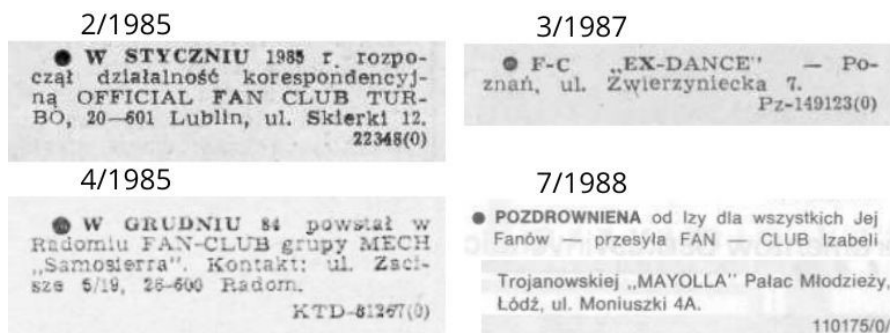 2/1985
● W STYCZNIU 1985 r. rozpo-
czął działalność korespondencyj-
ną OFFICIAL FAN CLUB TUR-
BO, 20—601 Lublin, ul. Skierki 12.
22348(0)
4/1985
● W GRUDNIU 84 powstał w
Radomiu FAN-CLUB grupy MECH
„Samosierra". Kontakt: ul. Zaci-
sze 5/19, 26-600 Radom.
KTD-81267(0)
3/1987
● F-C „EX-DANCE" — Po-
znań, ul. Zwierzyniecka 7.
Pz-149123(0)
7/1988
● POZDROWNIENA od Izy dla wszystkich Jej
Fanów — przesyła FAN — CLUB Izabeli
Trojanowskiej „MAYOLLA" Pałac Młodzieży,
Łódź, ul. Moniuszki 4A.
110175/0/